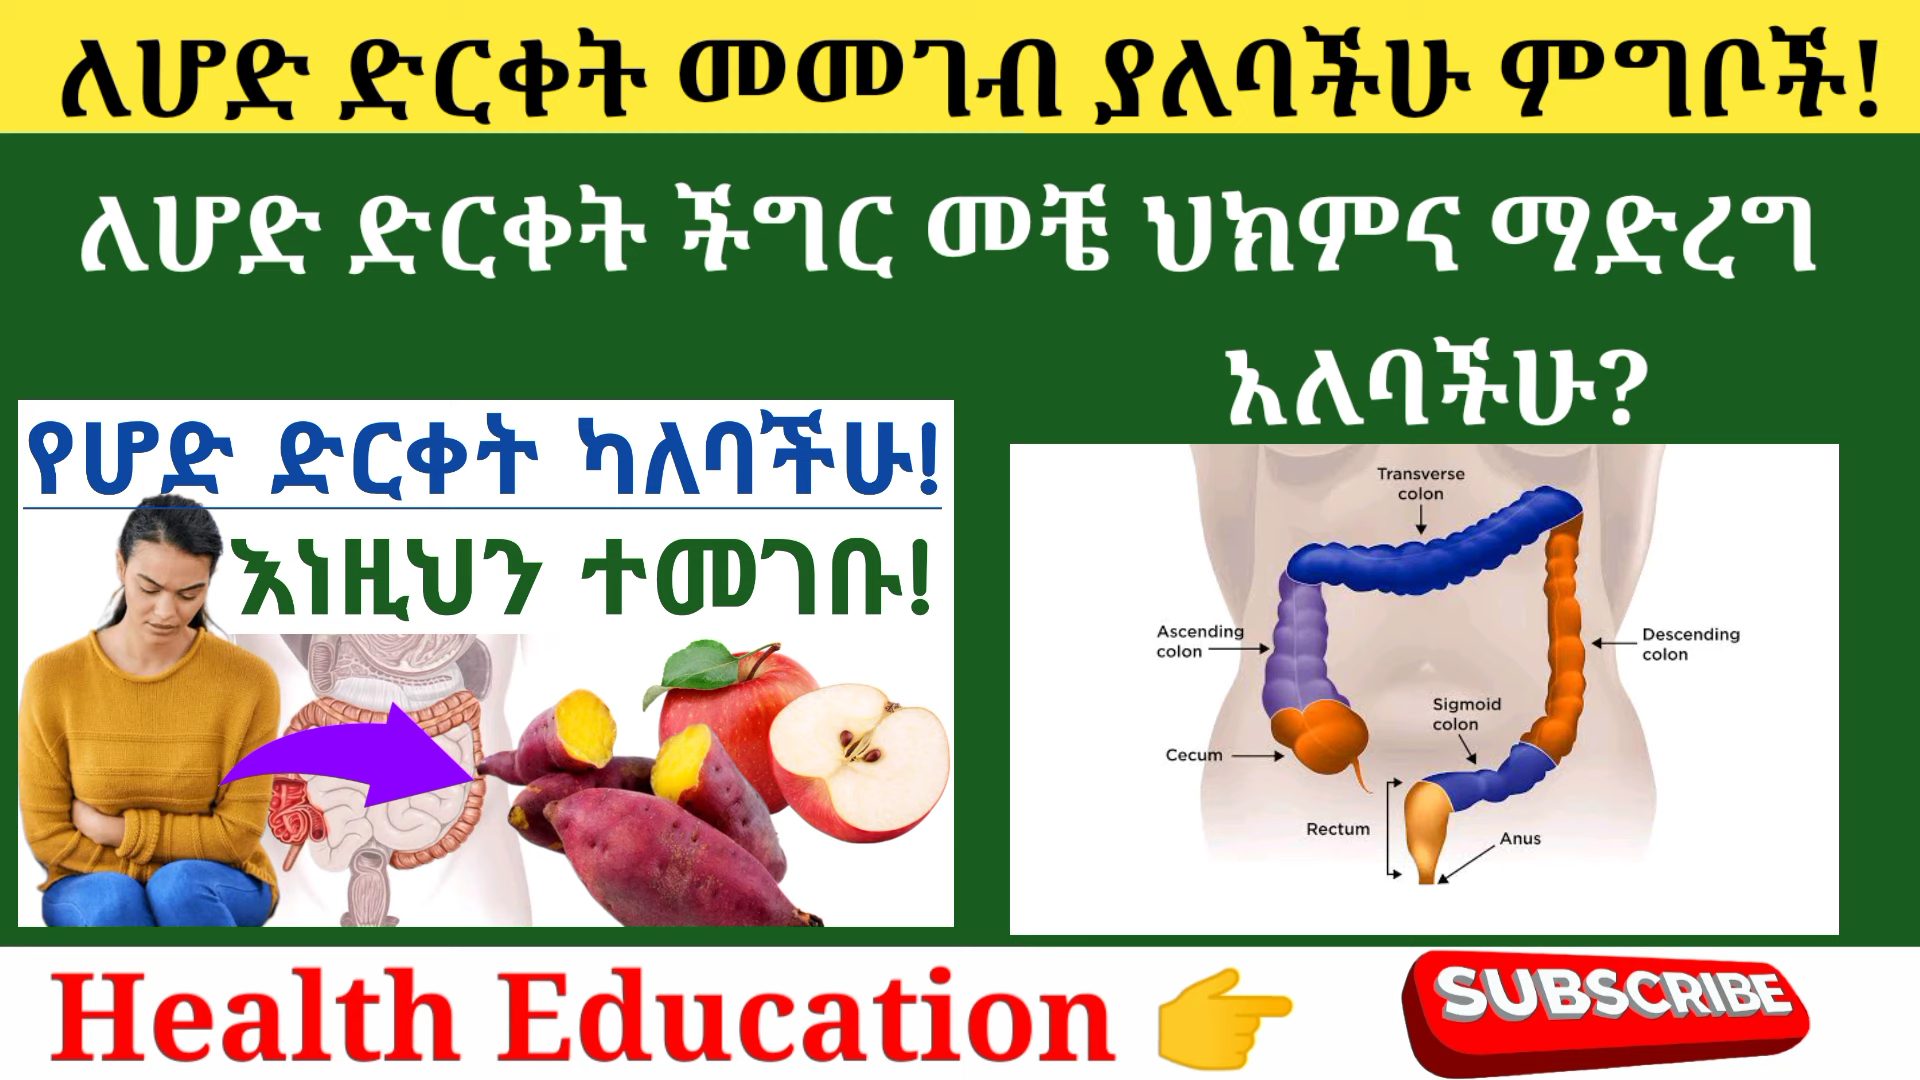 ለሆድ ድርቀት መመገብ ያለባችሁ ምግቦች!
ለሆድ ድርቀት ችግር መቼ ህክምና ማድረግ
አለባችሁ?
የሆድ ድርቀት ካለባችሁ!
እነዚህን ተመገቡ!
Transverse
colon
Ascending
colon
Descending
colon
Sigmoid
colon
Cecum
Rectum
Anus
Health Education 👉
SUBSCRIBE